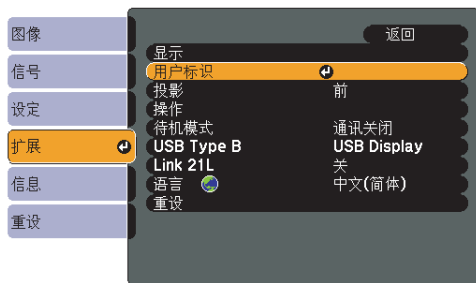 图像
信号
设定
扩展
信息
重设
返回
显示
用户标识
投影 前
操作
待机模式 通讯关闭
USB Type B USB Display
Link 21L 关
语言 中文(简体)
重设